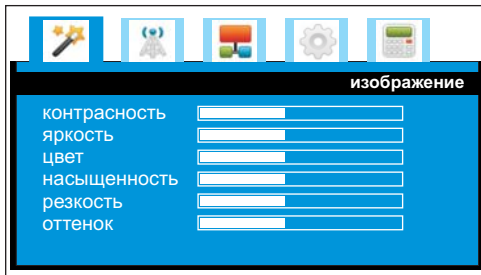 изображение
контрасность
яркость
цвет
насыщенность
резкость
оттенок